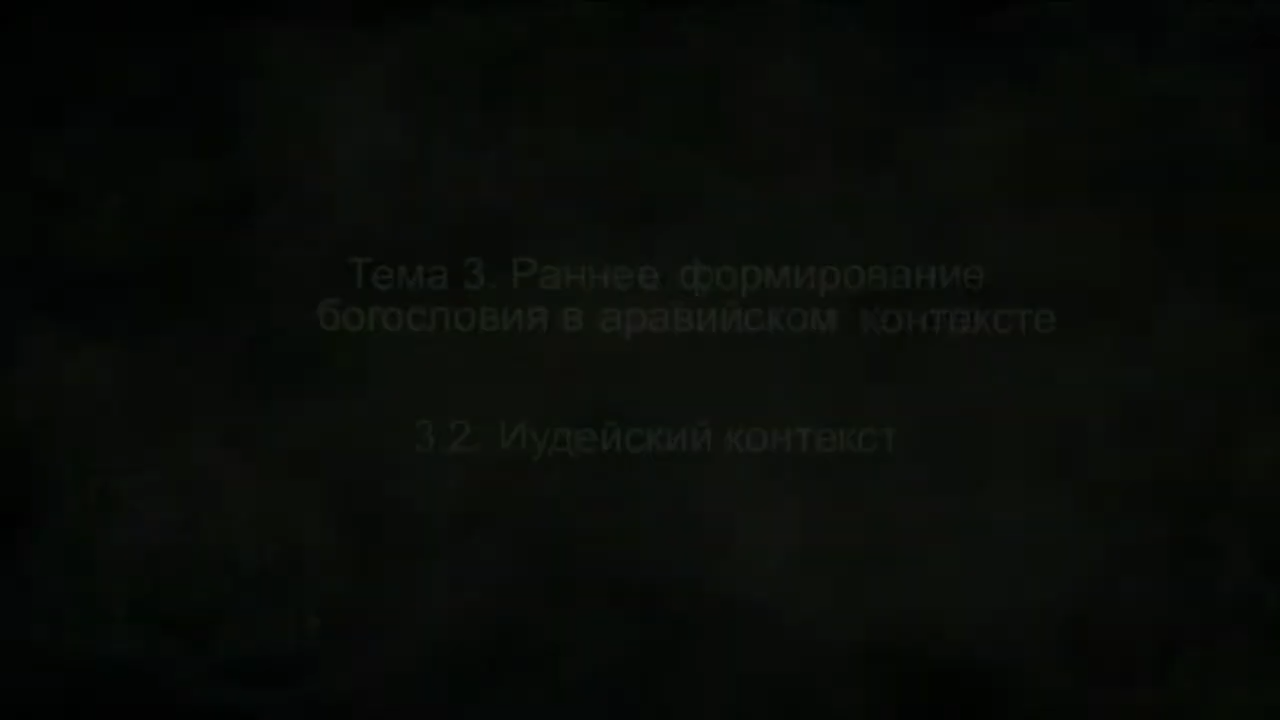 Тема 3. Раннее формирование
богословия в аравийском контексте
3.2. Иудейский контекст